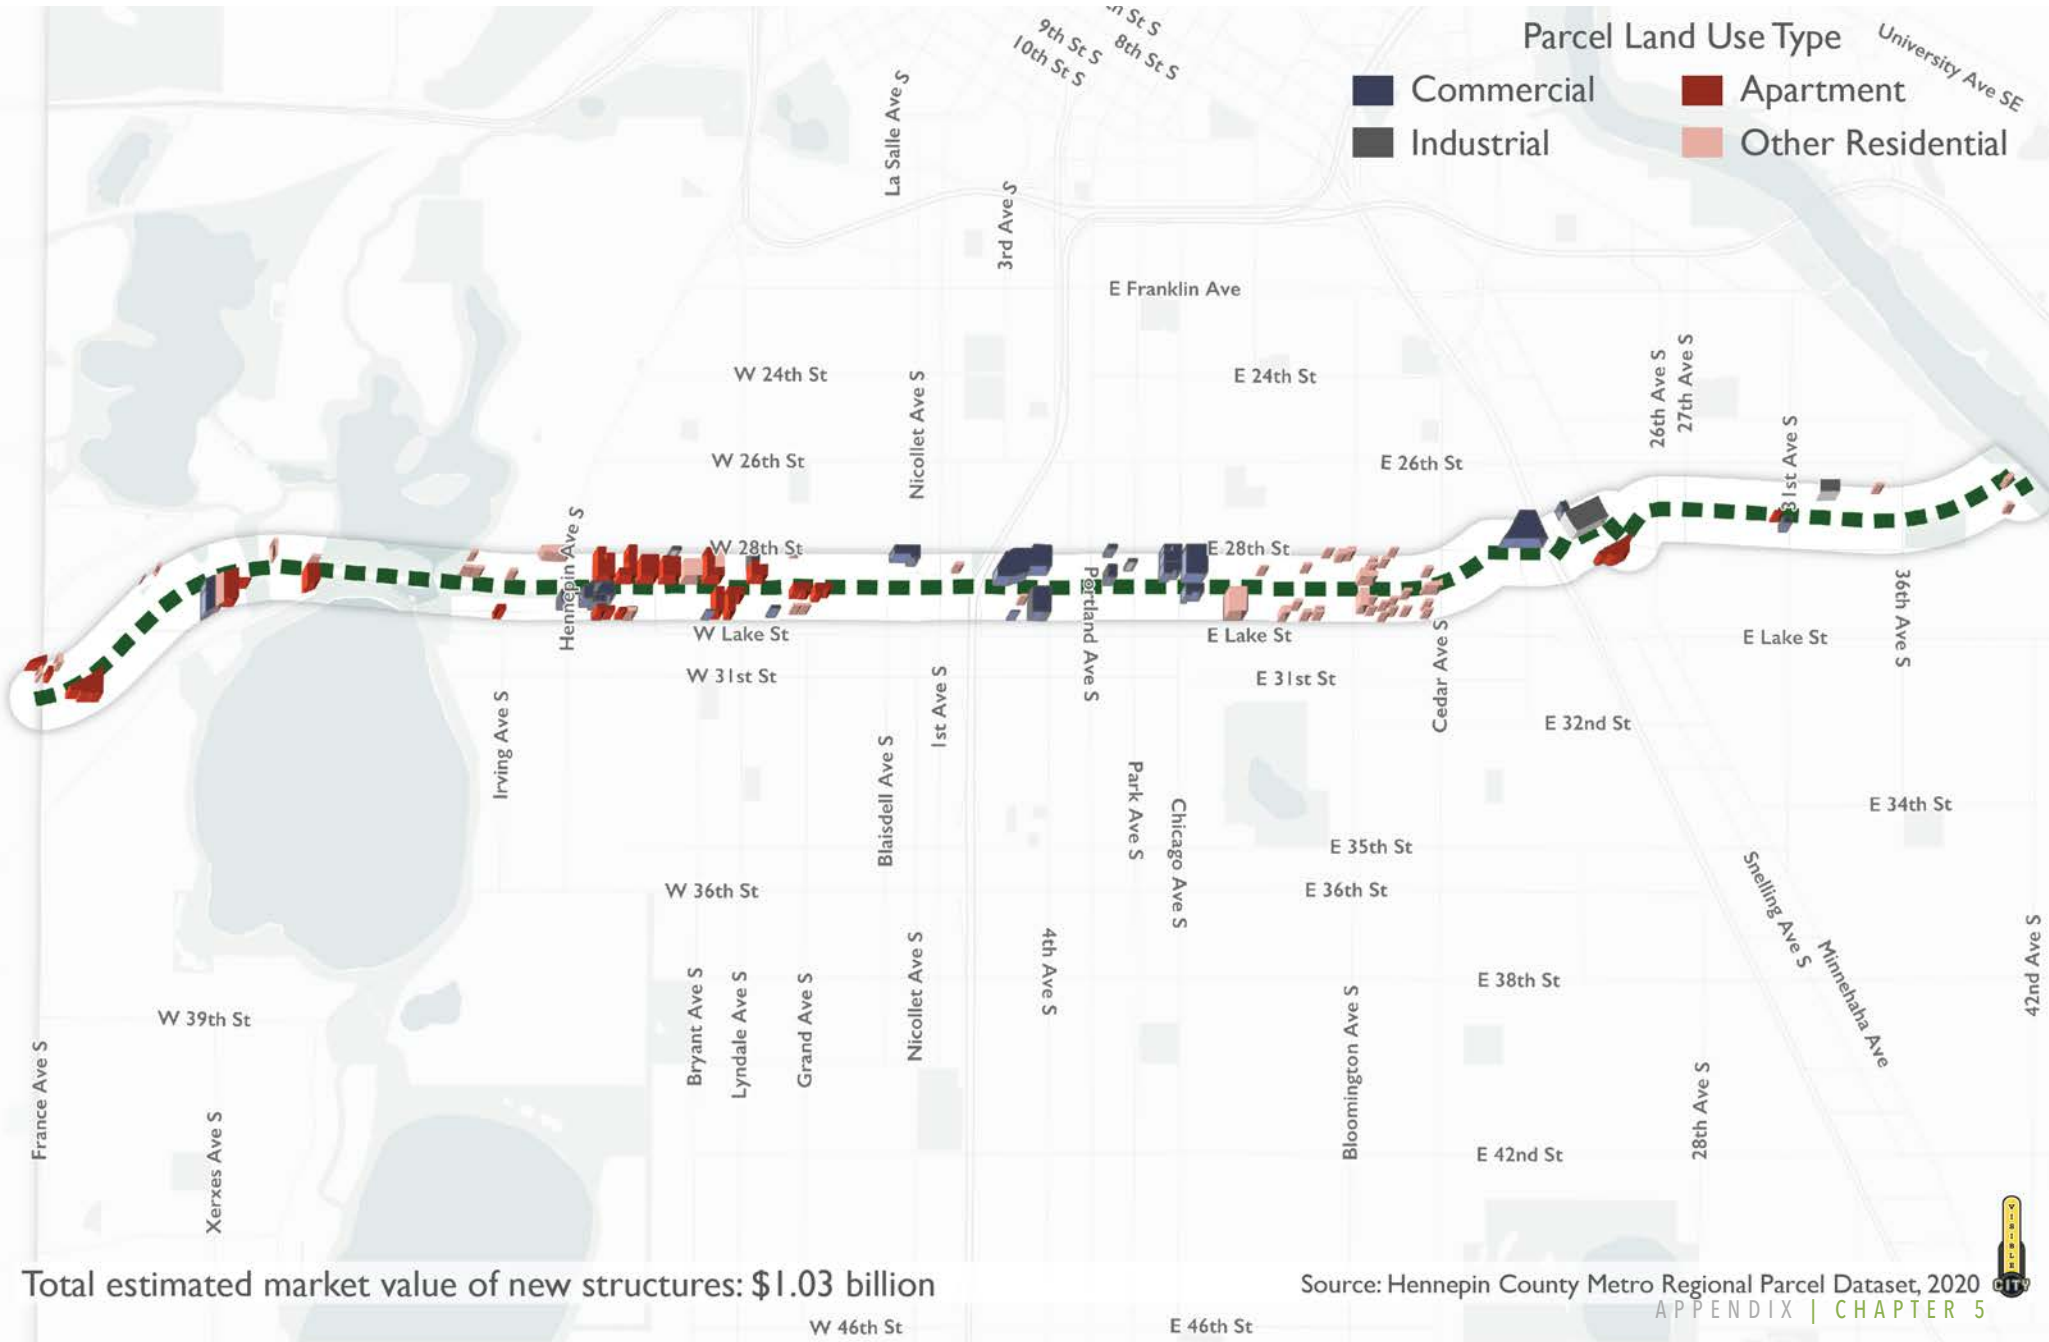 Parcel Land Use Type
Commercial
Apartment
Industrial
Other Residential
University Ave SE
St S
9th St S
8th St S
10th St S
La Salle Ave S
3rd Ave S
E Franklin Ave
W 24th St
E 24th St
Nicollet Ave S
26th Ave S
27th Ave S
W 26th St
E 26th St
31st Ave S
Hennepin Ave S
W 28th St
E 28th St
Portland Ave S
36th Ave S
W Lake St
E Lake St
E Lake St
Cedar Ave S
W 31st St
E 31st St
Irving Ave S
1st Ave S
E 32nd St
Blaisdell Ave S
Park Ave S
Chicago Ave S
E 34th St
E 35th St
W 36th St
E 36th St
Snelling Ave S
Minnehaha Ave
42nd Ave S
Nicollet Ave S
4th Ave S
E 38th St
Bryant Ave S
Lyndale Ave S
Grand Ave S
Bloomington Ave S
W 39th St
France Ave S
28th Ave S
Xerxes Ave S
E 42nd St
VISIBLE
CITY
Total estimated market value of new structures: $1.03 billion
Source: Hennepin County Metro Regional Parcel Dataset, 2020
APPENDIX | CHAPTER 5
W 46th St
E 46th St